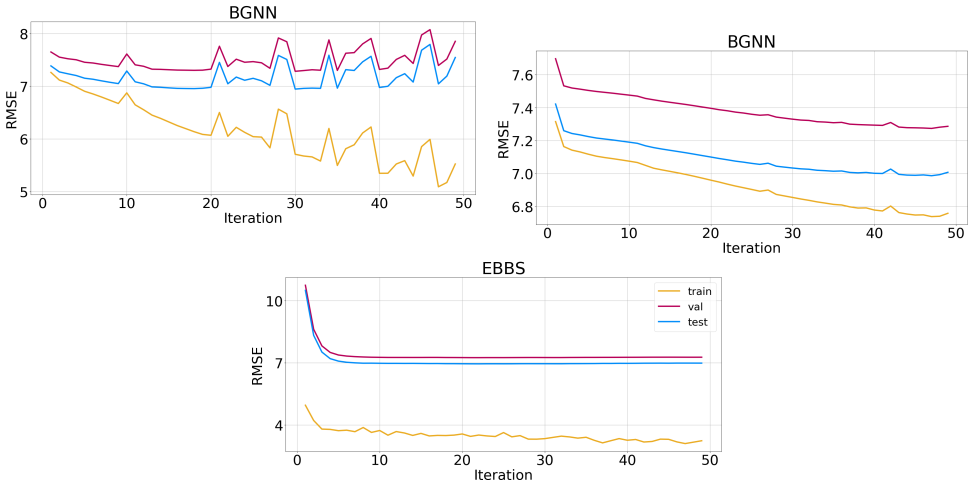 BGNN
RMSE
8
7
6
5
0 10 20 30 40 50
Iteration
BGNN
RMSE
7.6
7.4
7.2
7.0
6.8
0 10 20 30 40 50
Iteration
EBBS
RMSE
10
7
4
train
val
test
0 10 20 30 40 50
Iteration